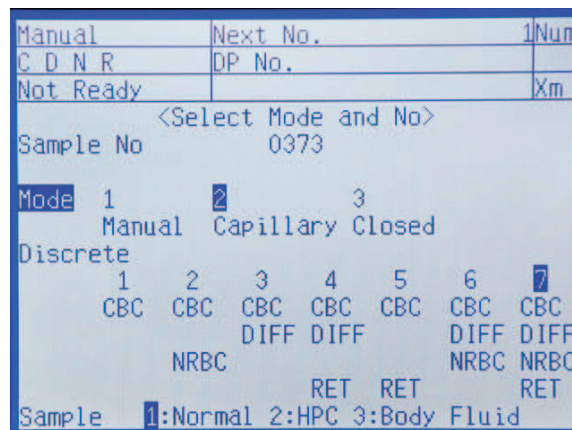 Manual Next No. 1 Num
C D N R DP No.
Not Ready Xm
<Select Mode and No>
Sample No 0373
Mode 1 2 3
Manual Capillary Closed
Discrete
1 2 3 4 5 6 7
CBC CBC CBC CBC CBC CBC CBC
DIFF DIFF DIFF DIFF
NRBC NRBC NRBC
RET RET RET
Sample 1:Normal 2:HPC 3:Body Fluid